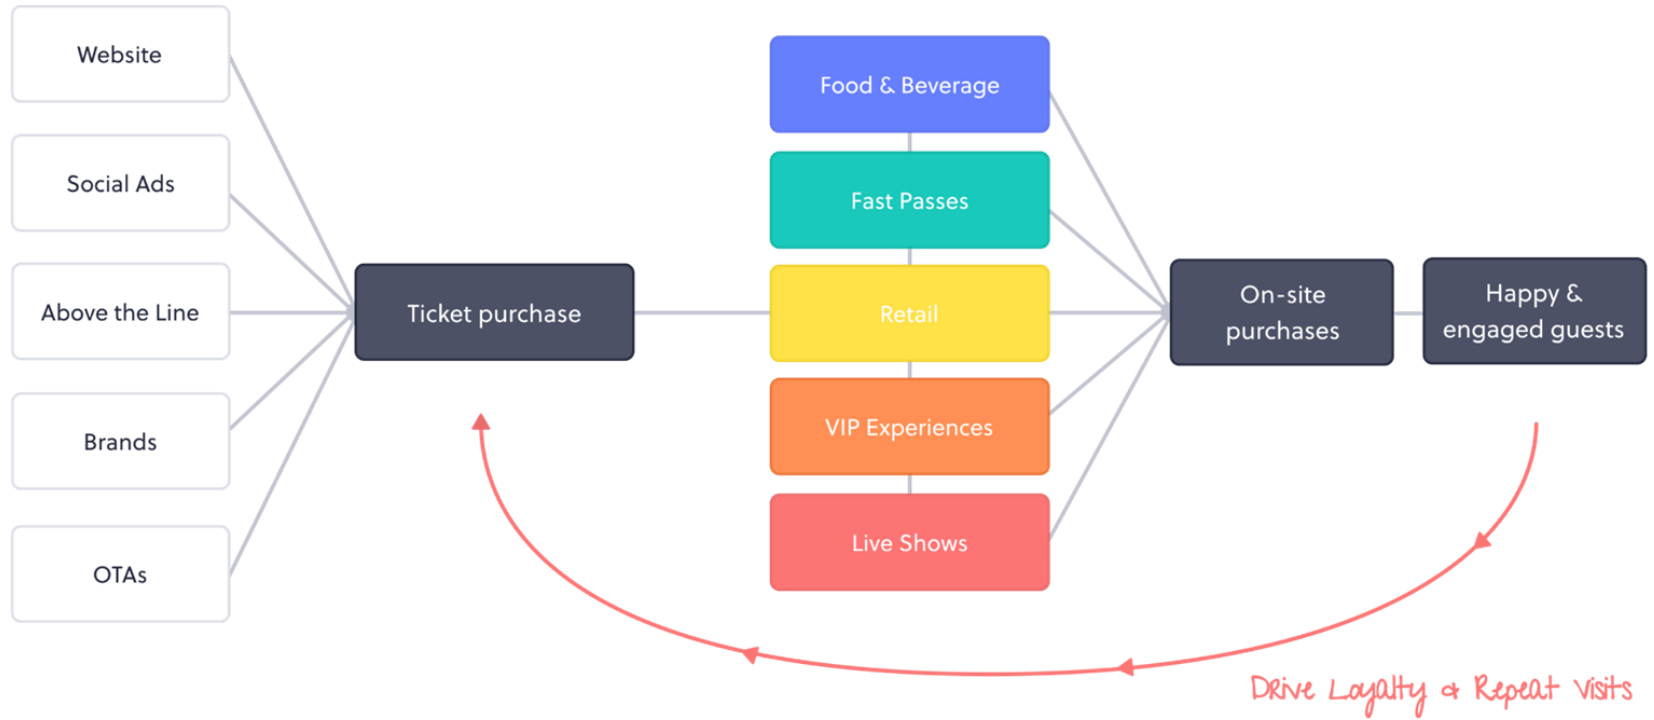 Website
Social Ads
Above the Line
Brands
OTAs
Ticket purchase
Food & Beverage
Fast Passes
Retail
VIP Experiences
Live Shows
On-site
purchases
Happy &
engaged guests
Drive Loyalty & Repeat Visits